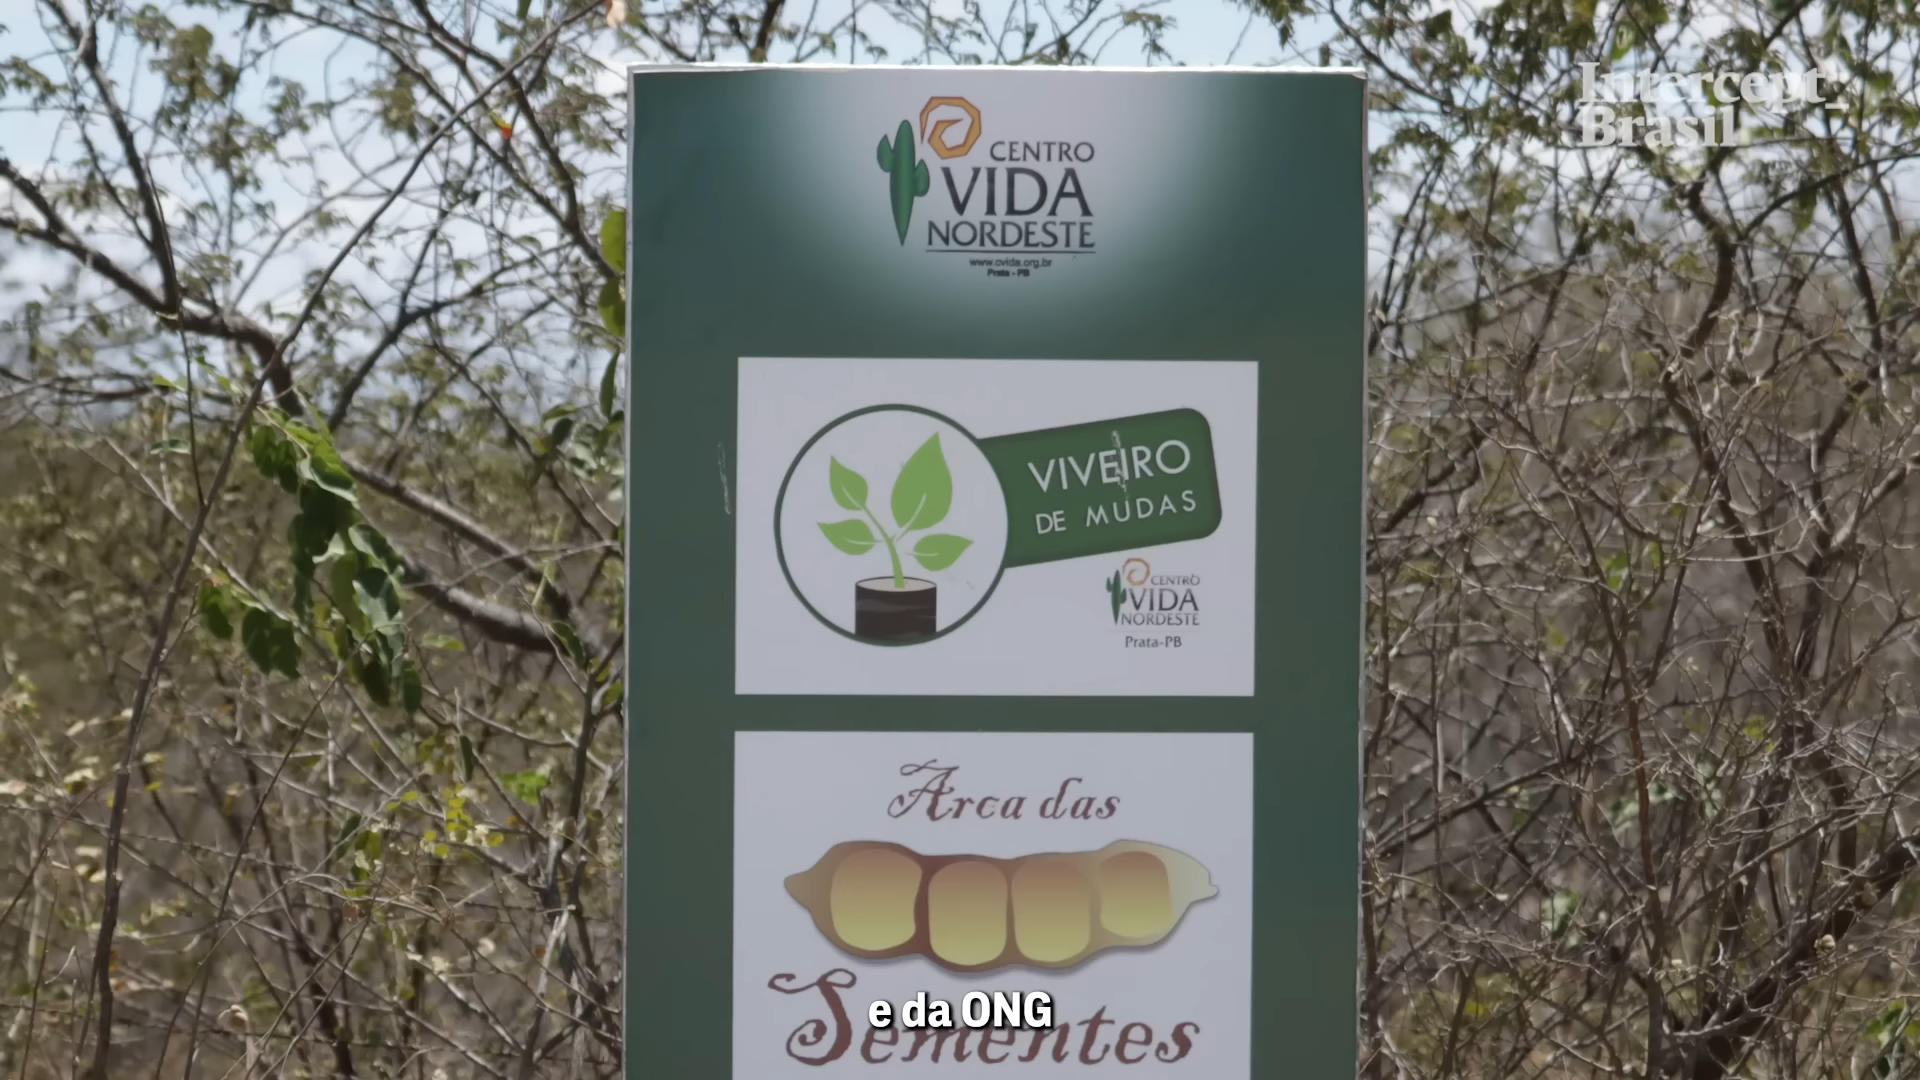 Intercept_
Brasil
CENTRO
VIDA
NORDESTE
www.cvida.org.br
Prata - PB
VIVEIRO
DE MUDAS
CENTRO
VIDA
NORDESTE
Prata-PB
Arca das
Sementes
e da ONG